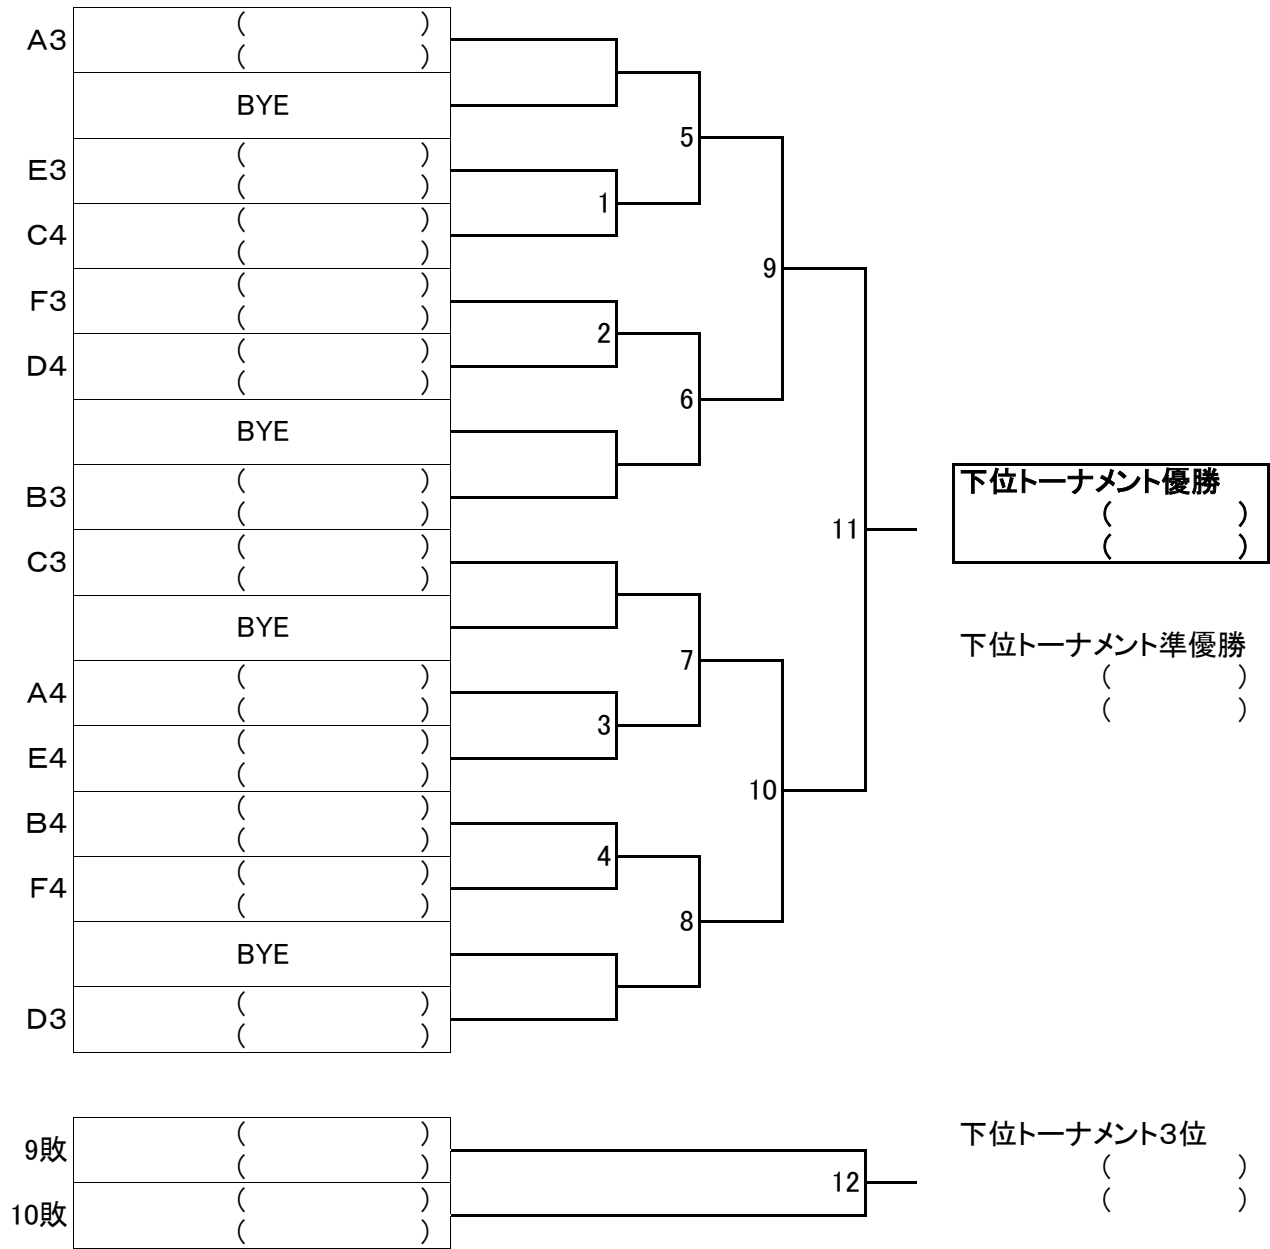 A3 ( )
( )
BYE
E3 ( )
( )
1
C4 ( )
( )
5
F3 ( )
( )
2
D4 ( )
( )
9
BYE
6
B3 ( )
( )
C3 ( )
( )
11
下位トーナメント優勝
( )
( )
BYE
下位トーナメント準優勝
( )
( )
7
A4 ( )
( )
3
E4 ( )
( )
10
B4 ( )
( )
4
F4 ( )
( )
8
BYE
D3 ( )
( )
9敗 ( )
( )
12
10敗 ( )
( )
下位トーナメント3位
( )
( )